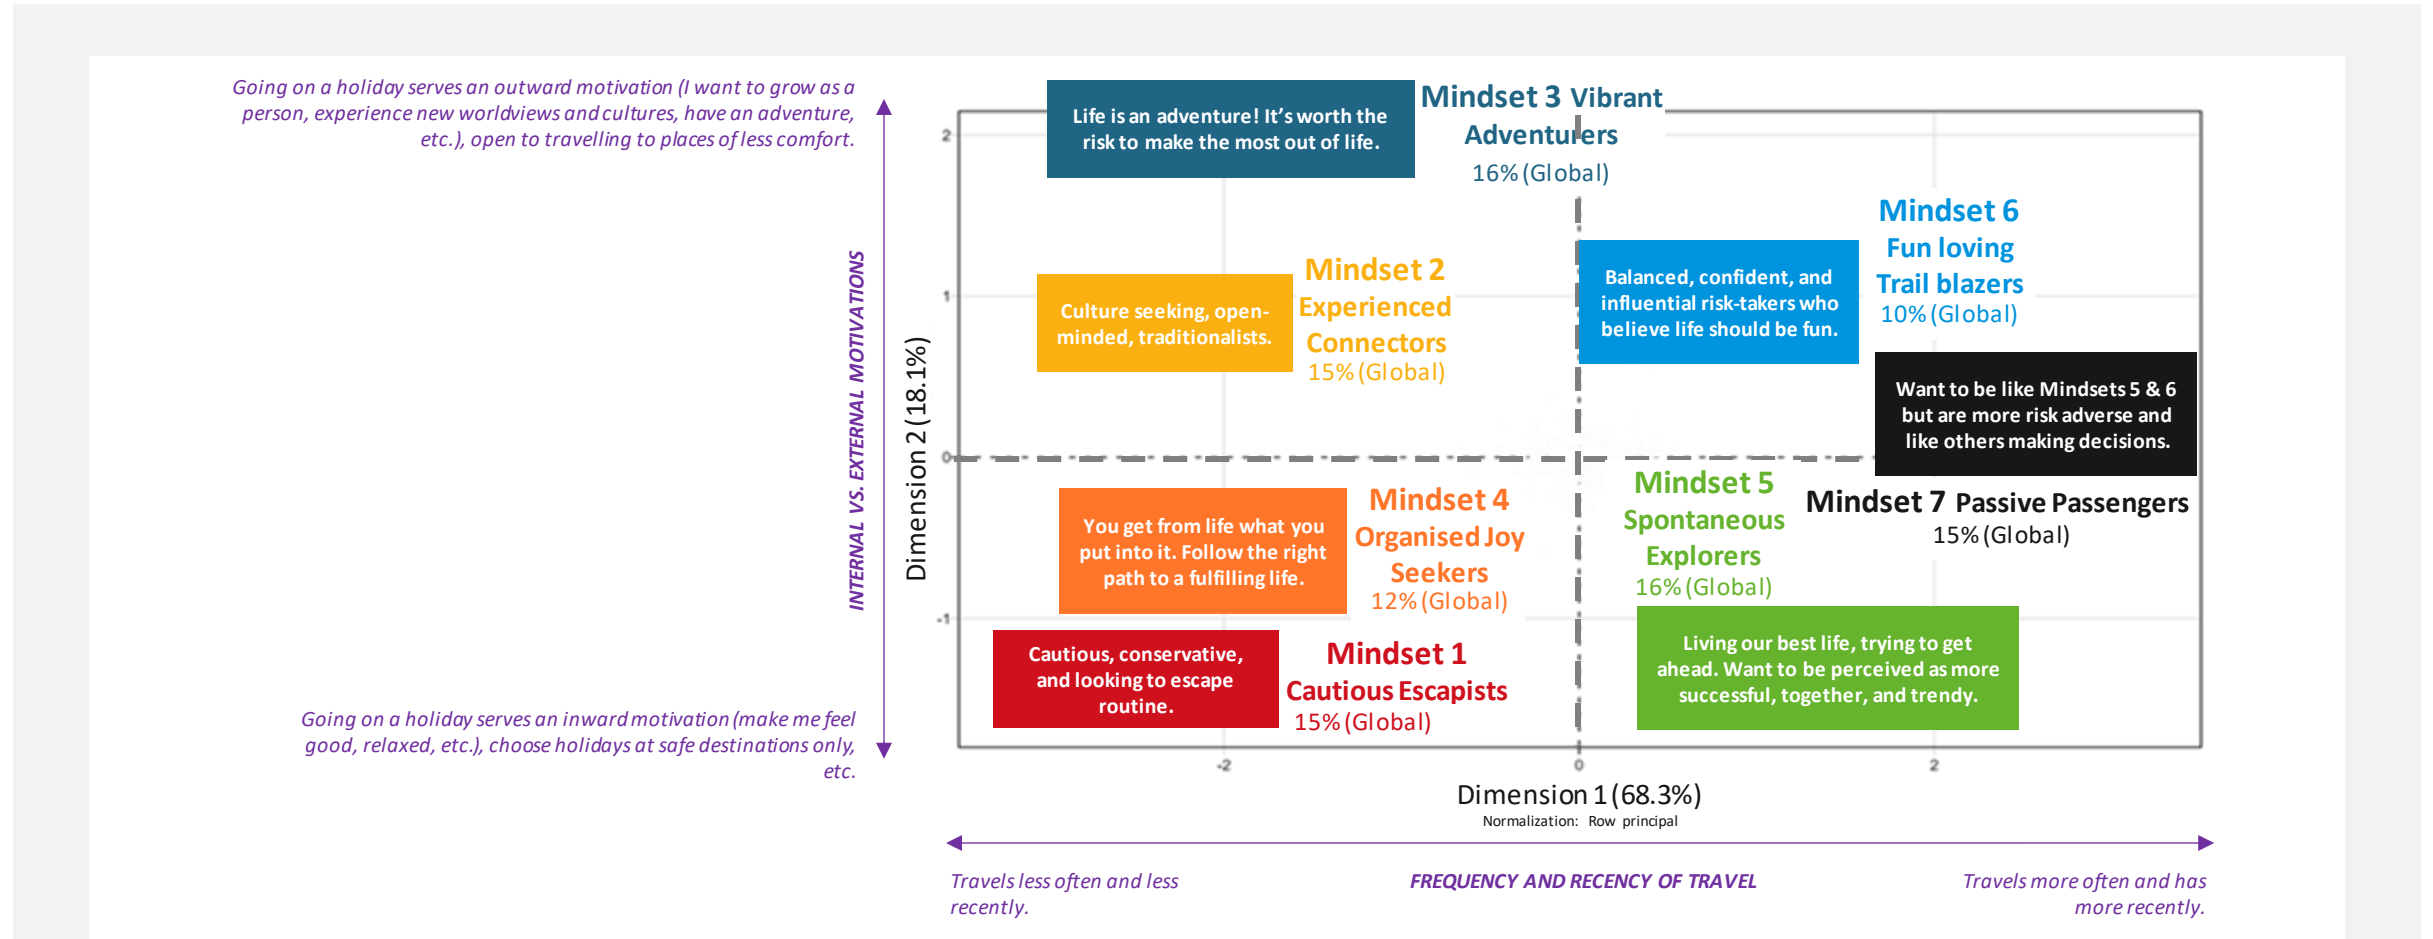 Going on a holiday serves an outward motivation (I want to grow as a
person, experience new worldviews and cultures, have an adventure,
etc.), open to travelling to places of less comfort.
INTERNAL VS. EXTERNAL MOTIVATIONS
Going on a holiday serves an inward motivation (make me feel
good, relaxed, etc.), choose holidays at safe destinations only,
etc.
Dimension 2 (18.1%)
2
1
0
-1
Life is an adventure! It's worth the
risk to make the most out of life.
Mindset 3 Vibrant
Adventurers
16% (Global)
Culture seeking, open-
minded, traditionalists.
Mindset 2
Experienced
Connectors
15% (Global)
Balanced, confident, and
influential risk-takers who
believe life should be fun.
Mindset 6
Fun loving
Trail blazers
10% (Global)
Want to be like Mindsets 5 & 6
but are more risk adverse and
like others making decisions.
Mindset 7 Passive Passengers
15% (Global)
You get from life what you
put into it. Follow the right
path to a fulfilling life.
Mindset 4
Organised Joy
Seekers
12% (Global)
Mindset 5
Spontaneous
Explorers
16% (Global)
Living our best life, trying to get
ahead. Want to be perceived as more
successful, together, and trendy.
Cautious, conservative,
and looking to escape
routine.
Mindset 1
Cautious Escapists
15% (Global)
-2
0
2
Dimension 1 (68.3%)
Normalization: Row principal
Travels less often and less
recently.
FREQUENCY AND RECENCY OF TRAVEL
Travels more often and has
more recently.